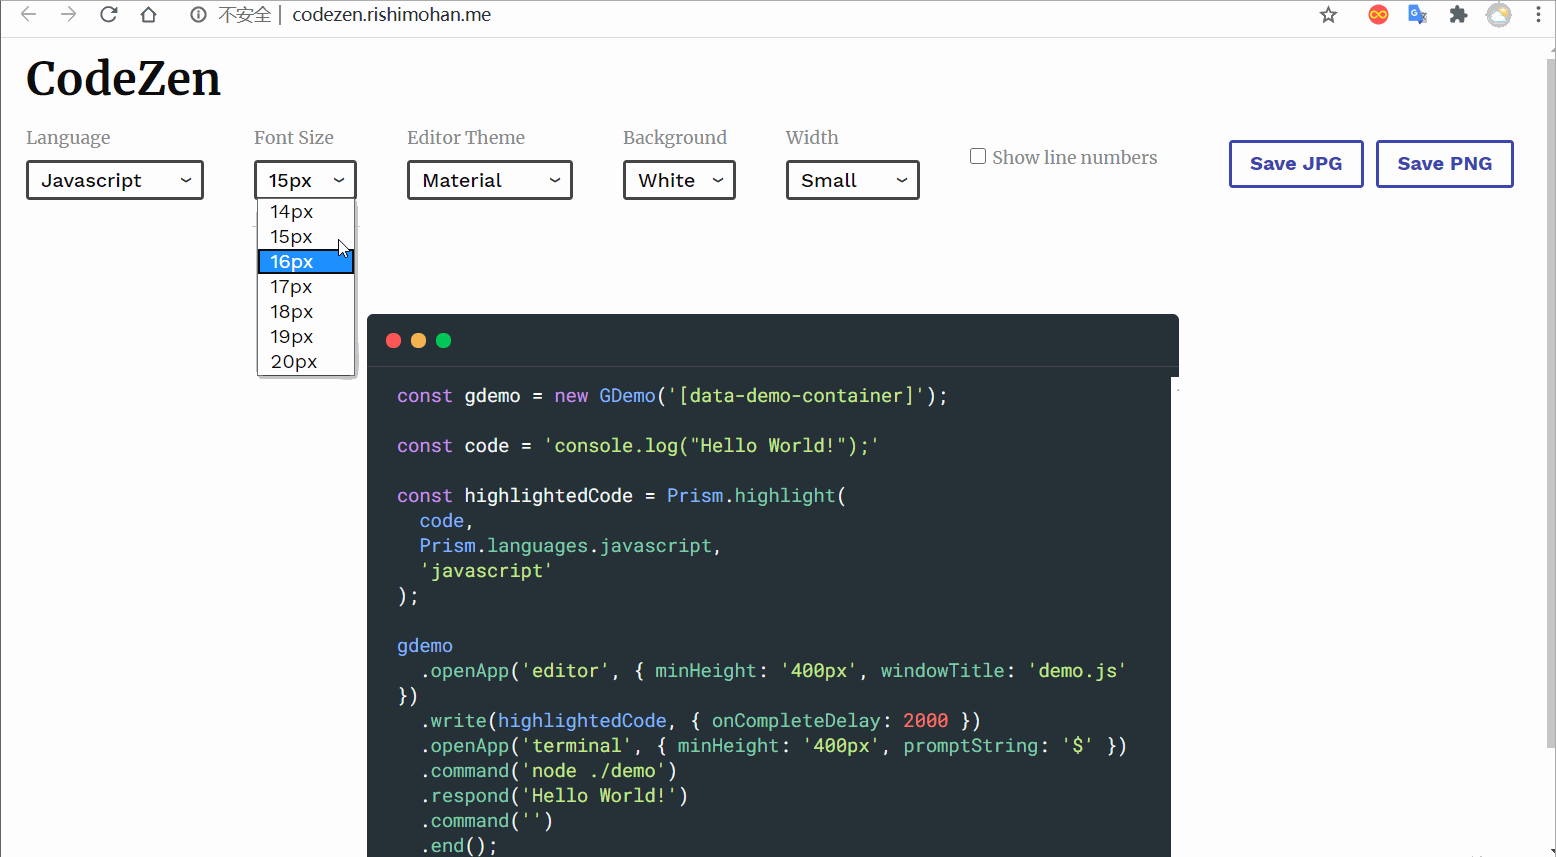 不安全 codezen.rishimohan.me
CodeZen
Language Font Size Editor Theme Background Width
Show line numbers Save JPG Save PNG
Javascript 15px Material White Small
14px
15px
16px
17px
18px
19px
20px
const gdemo = new GDemo('[data-demo-container]');
const code = 'console.log("Hello World!");'
const highlightedCode = Prism.highlight(
code,
Prism.languages.javascript,
'javascript'
);
gdemo
.openApp('editor', { minHeight: '400px', windowTitle: 'demo.js'
})
.write(highlightedCode, { onCompleteDelay: 2000 })
.openApp('terminal', { minHeight: '400px', promptString: '$' })
.command('node ./demo')
.respond('Hello World!')
.command('')
.end();